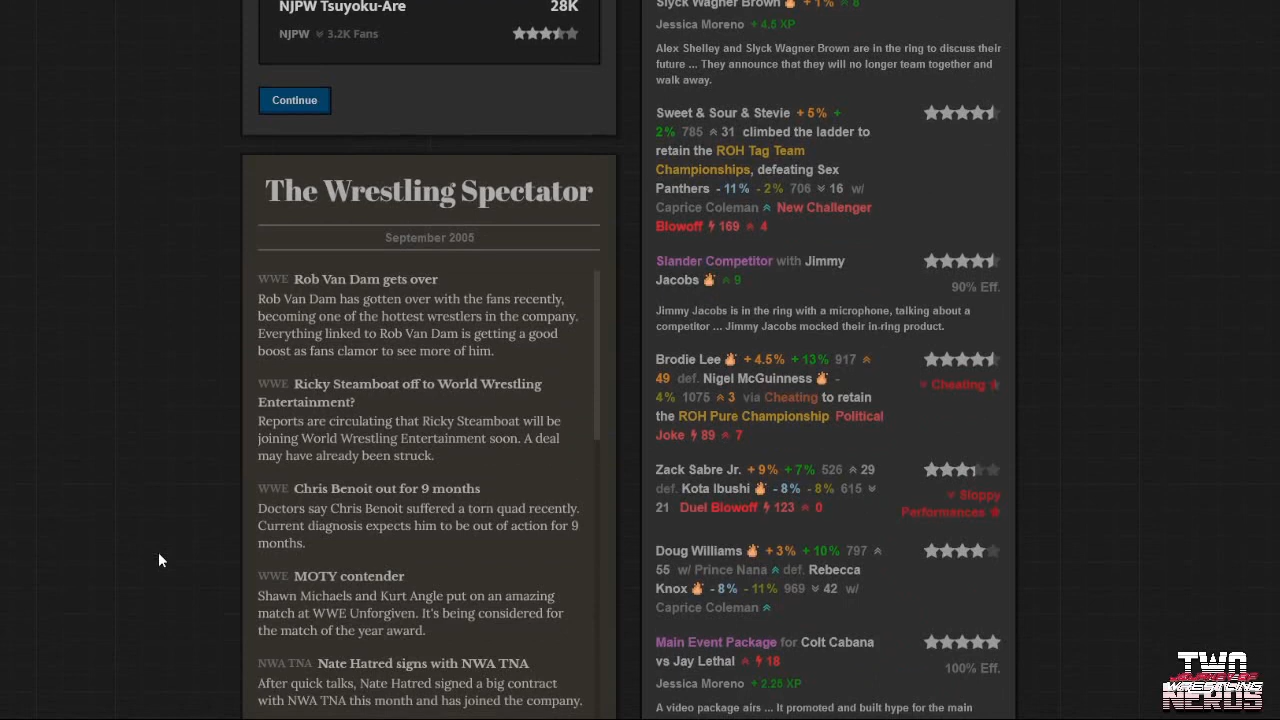 NJPW Tsuyoku-Are 28K
NJPW 3.2K Fans
Continue
The Wrestling Spectator
September 2005
WWE Rob Van Dam gets over
Rob Van Dam has gotten over with the fans recently,
becoming one of the hottest wrestlers in the company.
Everything linked to Rob Van Dam is getting a good
boost as fans clamor to see more of him.
WWE Ricky Steamboat off to World Wrestling
Entertainment?
Reports are circulating that Ricky Steamboat will be
joining World Wrestling Entertainment soon. A deal
may have already been struck.
WWE Chris Benoit out for 9 months
Doctors say Chris Benoit suffered a torn quad recently.
Current diagnosis expects him to be out of action for 9
months.
WWE MOTY contender
Shawn Michaels and Kurt Angle put on an amazing
match at WWE Unforgiven. It's being considered for
the match of the year award.
NWA TNA Nate Hatred signs with NWA TNA
After quick talks, Nate Hatred signed a big contract
with NWA TNA this month and has joined the company.
Slyck Wagner Brown + 1% 8
Jessica Moreno + 4.5 XP
Alex Shelley and Slyck Wagner Brown are in the ring to discuss their
future ... They announce that they will no longer team together and
walk away.
Sweet & Sour & Stevie + 5% +
2% 785 31 climbed the ladder to
retain the ROH Tag Team
Championships, defeating Sex
Panthers - 11% - 2% 706 16 w/
Caprice Coleman New Challenger
Blowoff 169 4
Slander Competitor with Jimmy
Jacobs 9
90% Eff.
Jimmy Jacobs is in the ring with a microphone, talking about a
competitor ... Jimmy Jacobs mocked their in-ring product.
Brodie Lee + 4.5% + 13% 917
49 def. Nigel McGuinness -
Cheating
4% 1075 3 via Cheating to retain
the ROH Pure Championship Political
Joke 89 7
Zack Sabre Jr. + 9% + 7% 526 29
def. Kota Ibushi - 8% - 8% 615
21 Duel Blowoff 123 0
Sloppy
Performances
Doug Williams + 3% + 10% 797
55 w/ Prince Nana def. Rebecca
Knox - 8% - 11% 969 42 w/
Caprice Coleman
Main Event Package for Colt Cabana
vs Jay Lethal 18
100% Eff.
Jessica Moreno + 2.25 XP
A video package airs ... It promoted and built hype for the main
TWO
WRESTLING
NERDS